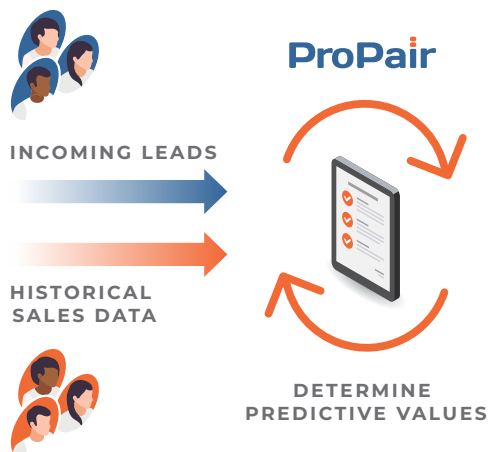 ProPair
INCOMING LEADS
HISTORICAL
SALES DATA
DETERMINE
PREDICTIVE VALUES